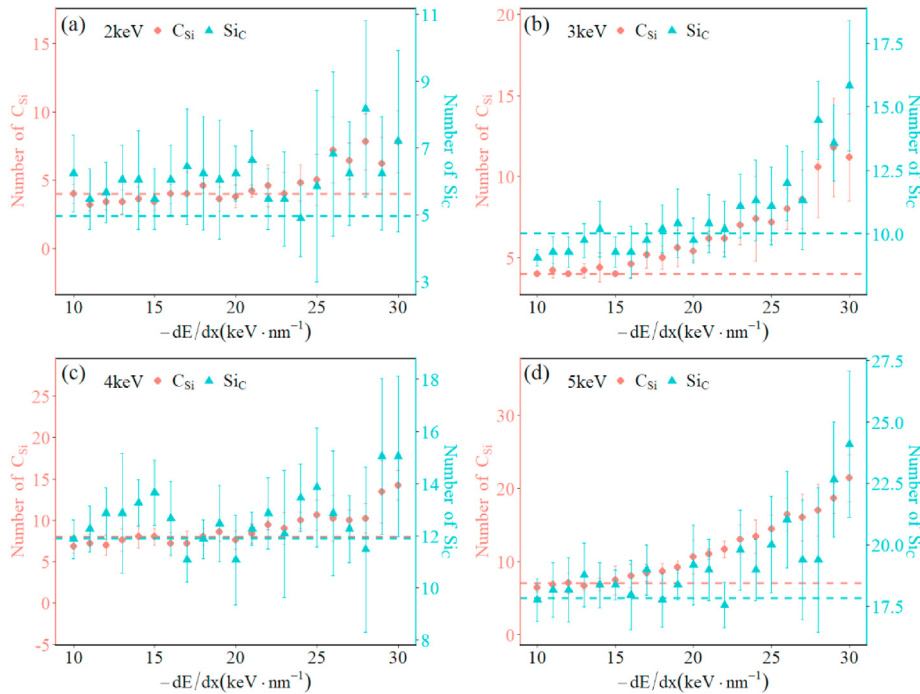 (a) 2keV C_Si Si_C
15
10
5
0
Number of C_Si
11
9
7
5
3
Number of Si_C
10 15 20 25 30
−dE/dx(keV·nm⁻¹)
(b) 3keV C_Si Si_C
20
15
10
5
Number of C_Si
17.5
15.0
12.5
10.0
Number of Si_C
10 15 20 25 30
−dE/dx(keV·nm⁻¹)
(c) 4keV C_Si Si_C
25
20
15
10
5
0
-5
Number of C_Si
18
16
14
12
10
8
Number of Si_C
10 15 20 25 30
−dE/dx(keV·nm⁻¹)
(d) 5keV C_Si Si_C
30
20
10
0
Number of C_Si
27.5
25.0
22.5
20.0
17.5
Number of Si_C
10 15 20 25 30
−dE/dx(keV·nm⁻¹)